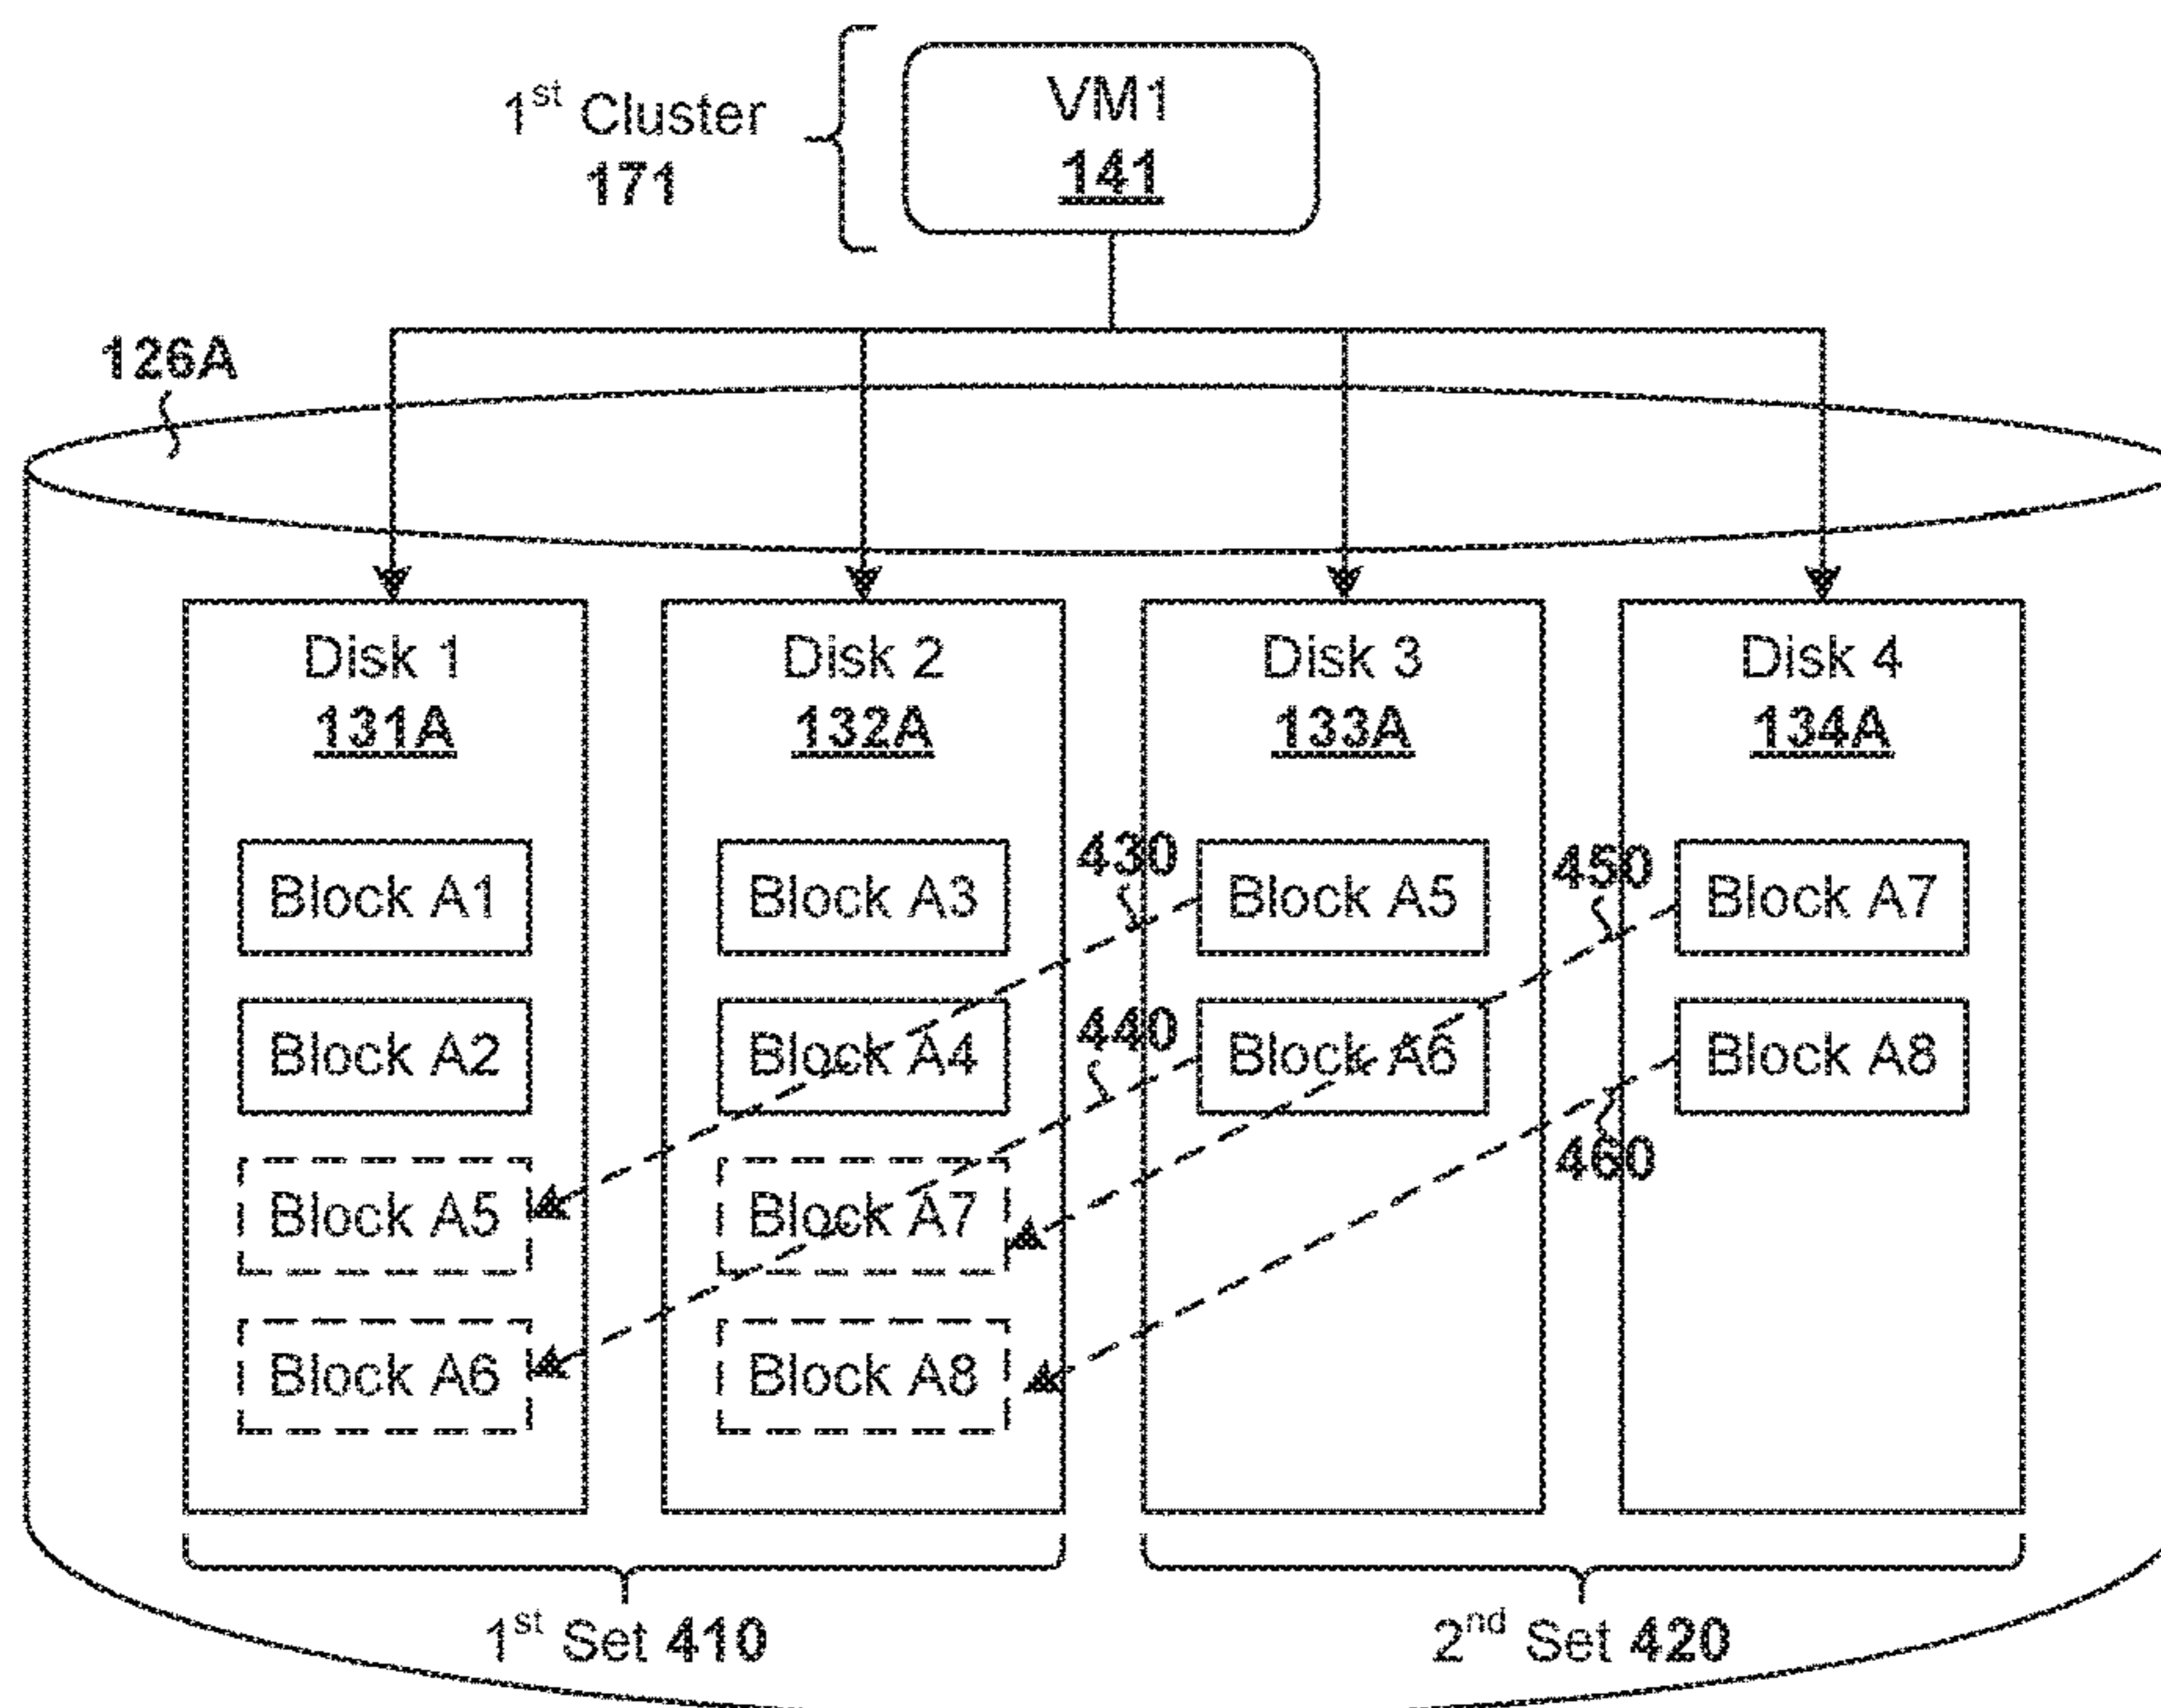 1st Cluster
171
VM1
141
126A
Disk 1
131A
Disk 2
132A
Disk 3
133A
Disk 4
134A
Block A1
Block A3
430
Block A5
450
Block A7
Block A2
Block A4
440
Block A6
Block A8
460
Block A5
Block A7
Block A6
Block A8
1st Set 410
2nd Set 420